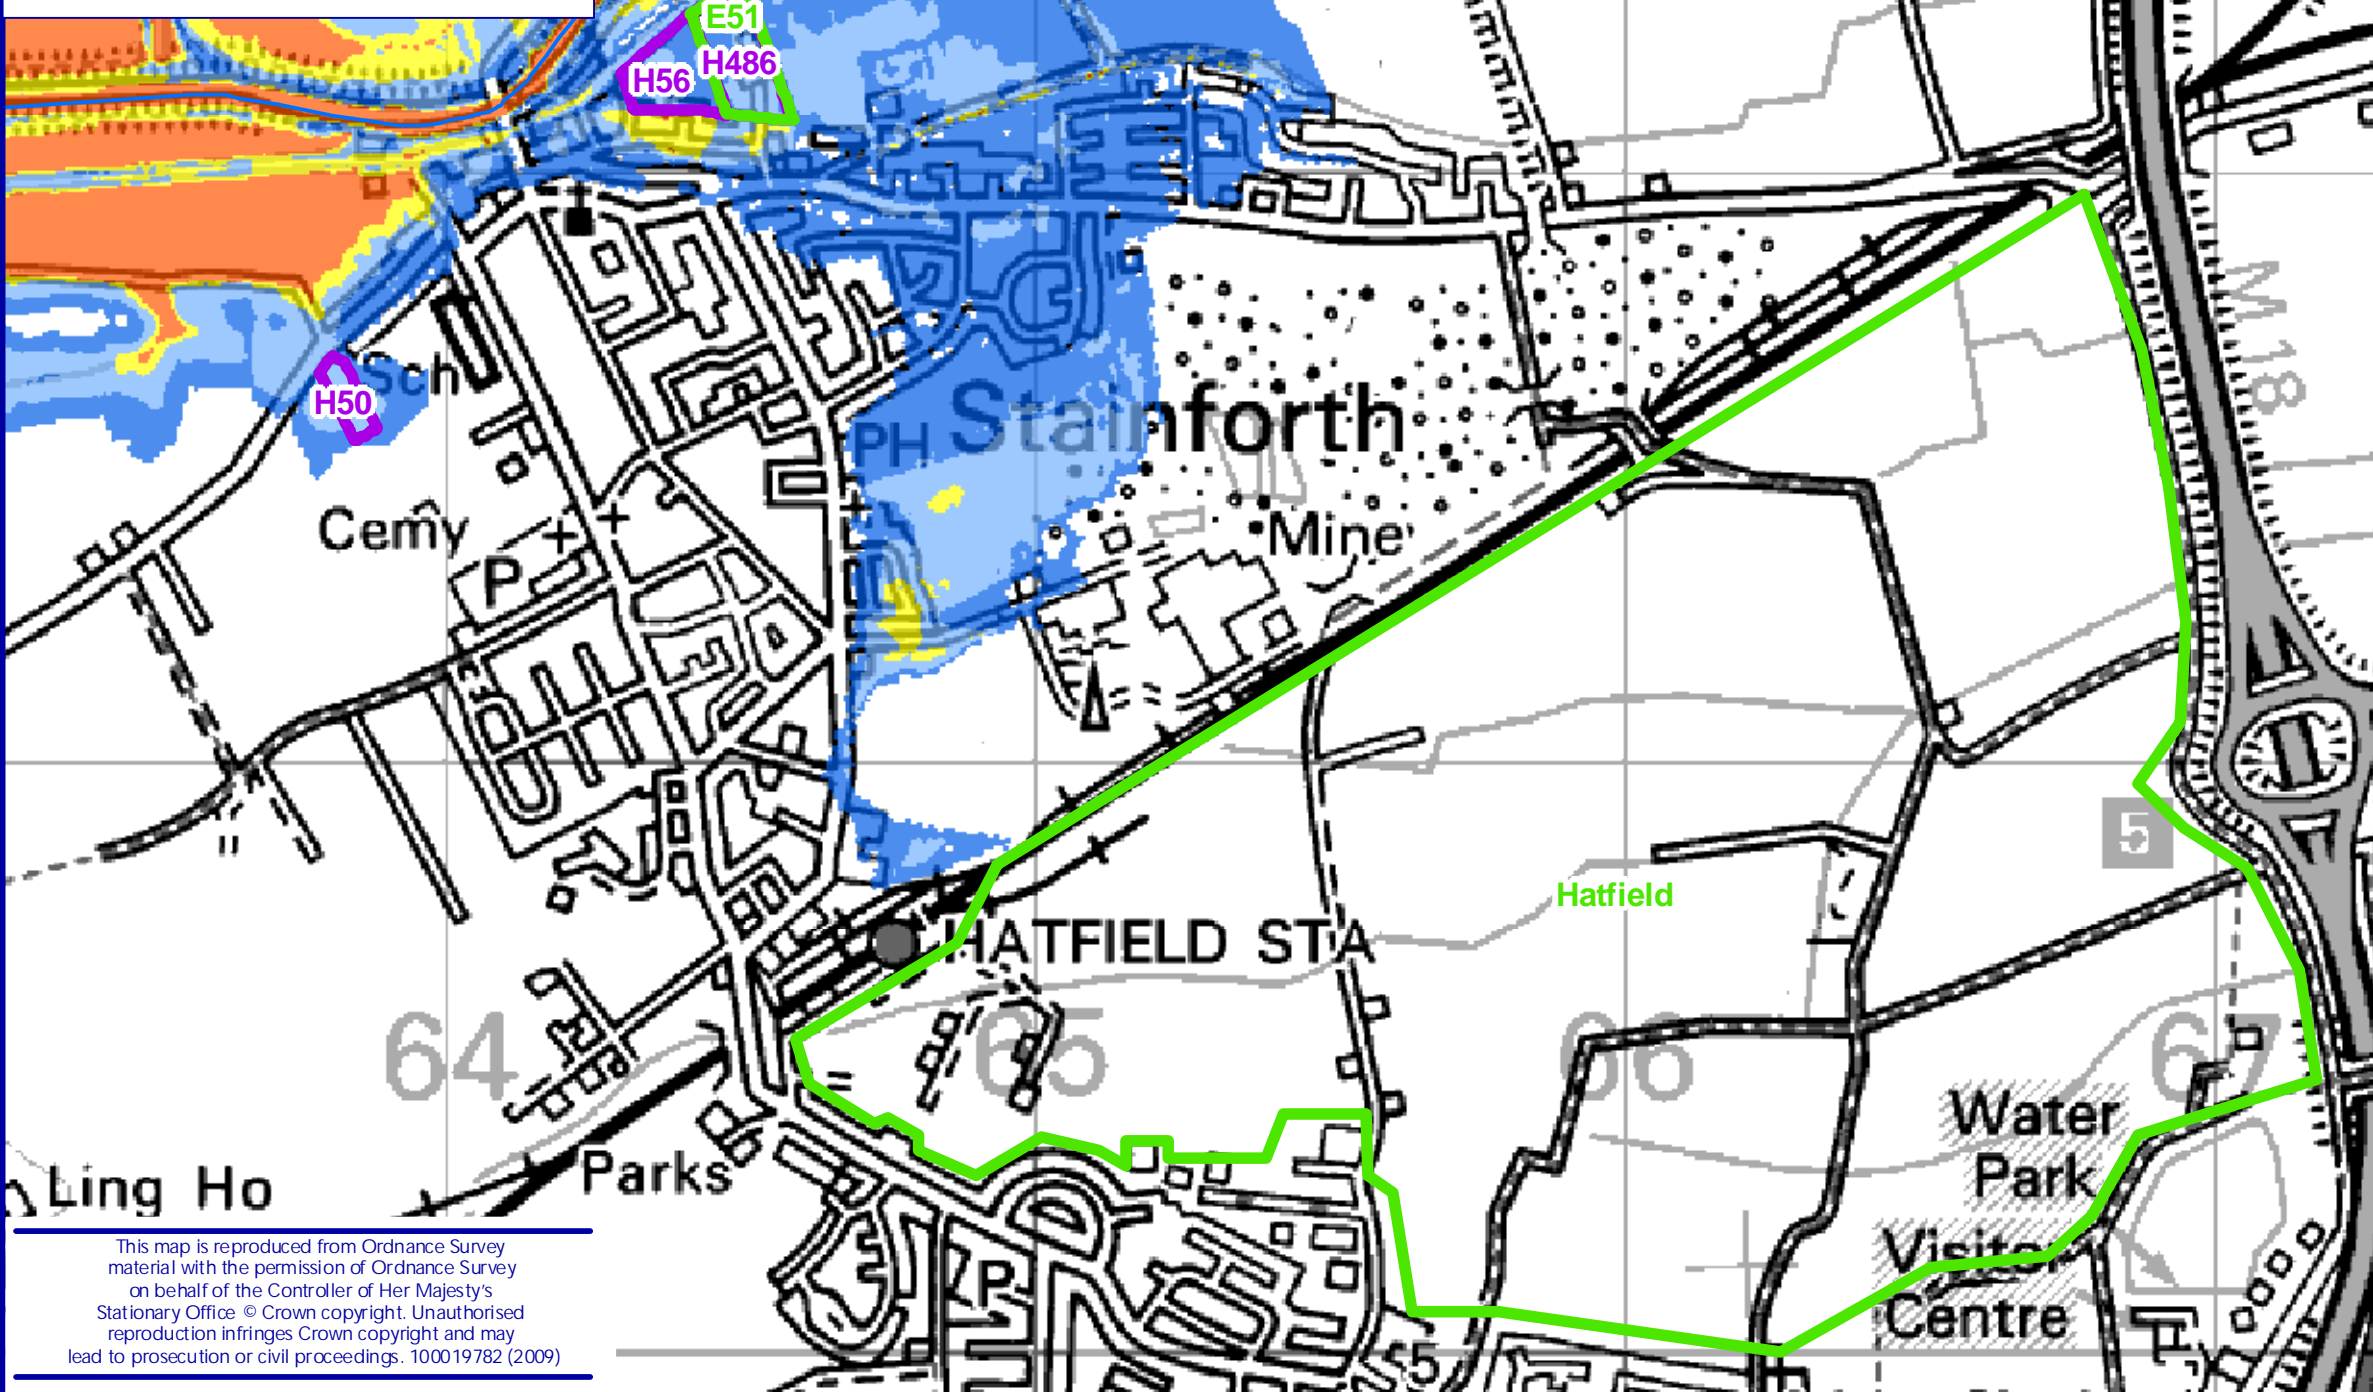 E51
H486
H56
M 18
Sch
H50
PH
Stainforth
Cemy
Mine
P
5
Hatfield
HATFIELD STA
64
65
66
67
Water
Park
Parks
Ling Ho
Visitor
Centre
P
This map is reproduced from Ordnance Survey
material with the permission of Ordnance Survey
on behalf of the Controller of Her Majesty's
Stationary Office © Crown copyright. Unauthorised
reproduction infringes Crown copyright and may
lead to prosecution or civil proceedings. 100019782 (2009)